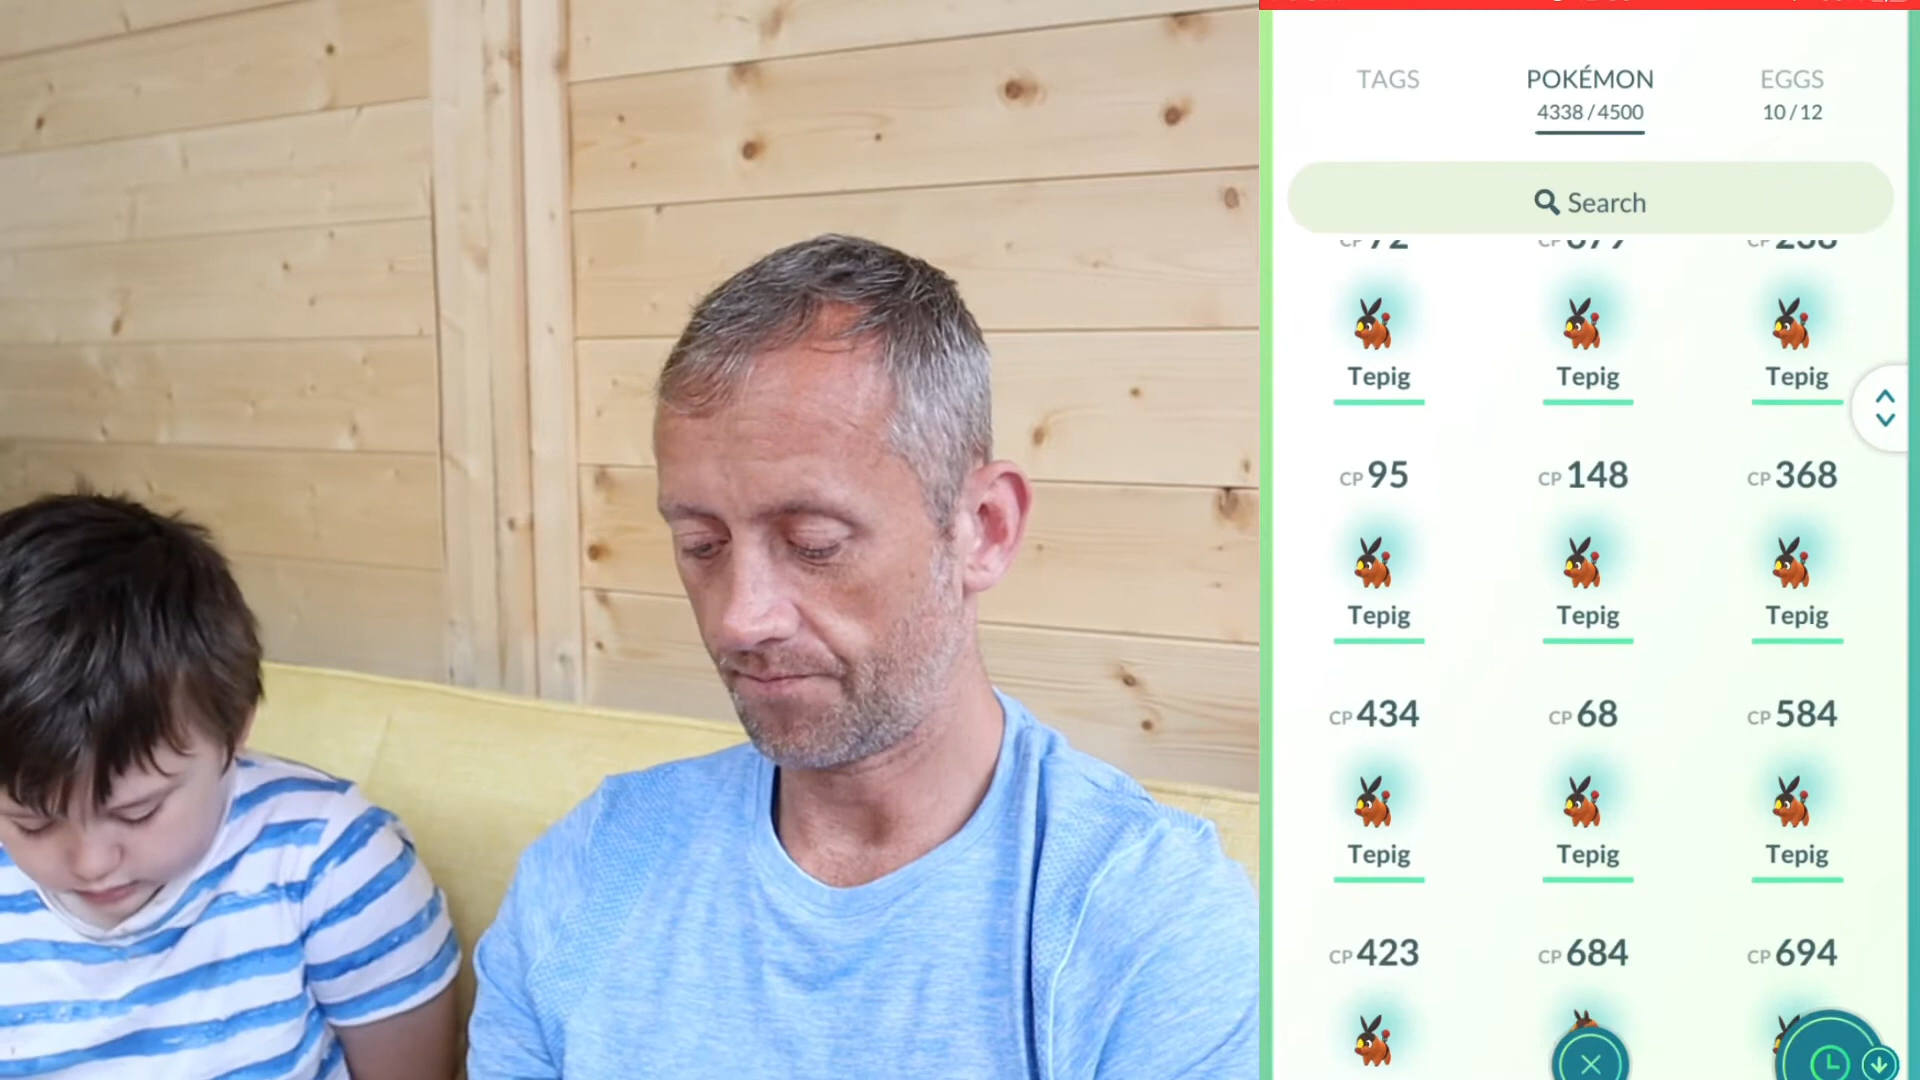 TAGS POKÉMON EGGS
4338 / 4500 10 / 12
Search
Tepig Tepig Tepig
CP 95 CP 148 CP 368
Tepig Tepig Tepig
CP 434 CP 68 CP 584
Tepig Tepig Tepig
CP 423 CP 684 CP 694